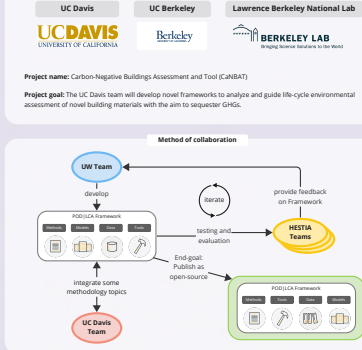 UC Davis
UC Berkeley
Lawrence Berkeley National Lab
UCDAVIS
UNIVERSITY OF CALIFORNIA
Berkeley
BERKELEY LAB
Bringing Science Solutions to the World
Project name: Carbon-Negative Buildings Assessment and Tool (CaNBAT)
Project goal: The UC Davis team will develop novel frameworks to analyze and guide life-cycle environmental
assessment of novel building materials with the aim to sequester GHGs.
Method of collaboration
UW Team
develop
iterate
provide feedback
on Framework
POD|LCA Framework
Methods Models Data Tools
testing and
evaluation
HESTIA
Teams
End-goal:
Publish as
open-source
integrate some
methodology topics
POD|LCA Framework
Methods Tools Data Models
UC Davis
Team